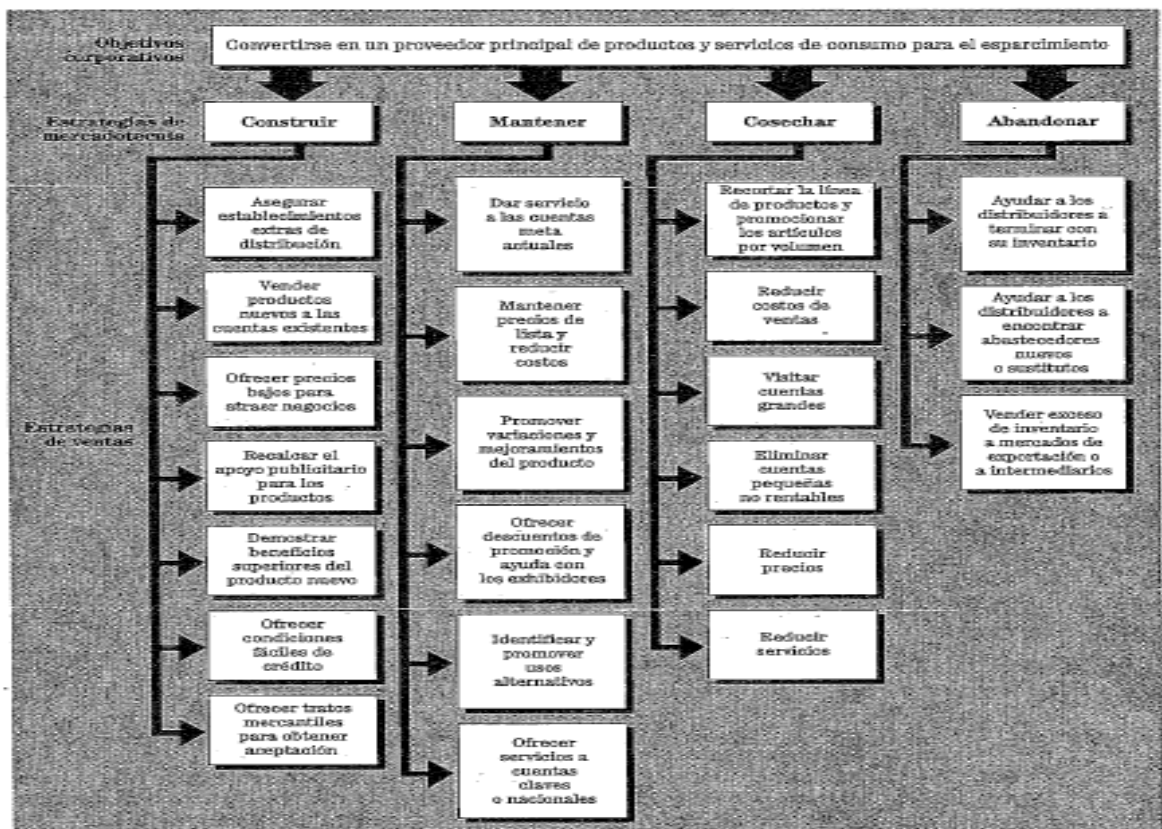 Objetivos
corporativos
Convertirse en un proveedor principal de productos y servicios de consumo para el esparcimiento
Estrategias de
mercadotecnia
Construir
Mantener
Cosechar
Abandonar
Estrategias
de ventas
Asegurar
establecimientos
extras de
distribución
Vender
productos
nuevos a las
cuentas existentes
Ofrecer precios
bajos para
atraer negocios
Recalcar el
apoyo publicitario
para los
productos
Demostrar
beneficios
superiores del
producto nuevo
Ofrecer
condiciones
fáciles de
crédito
Ofrecer tratos
mercantiles
para obtener
aceptación
Dar servicio
a las cuentas
meta
actuales
Mantener
precios de
lista y
reducir
costos
Promover
variaciones y
mejoramientos
del producto
Ofrecer
descuentos de
promoción y
ayuda con
los exhibidores
Identificar y
promover
usos
alternativos
Ofrecer
servicios a
cuentas
claves
o nacionales
Recortar la línea
de productos y
promocionar
los artículos
por volumen
Reducir
costos de
ventas
Visitar
cuentas
grandes
Eliminar
cuentas
pequeñas
no rentables
Reducir
precios
Reducir
servicios
Ayudar a los
distribuidores a
terminar con
su inventario
Ayudar a los
distribuidores a
encontrar
abastecedores
nuevos
o sustitutos
Vender exceso
de inventario
a mercados de
exportación o
a intermediarios